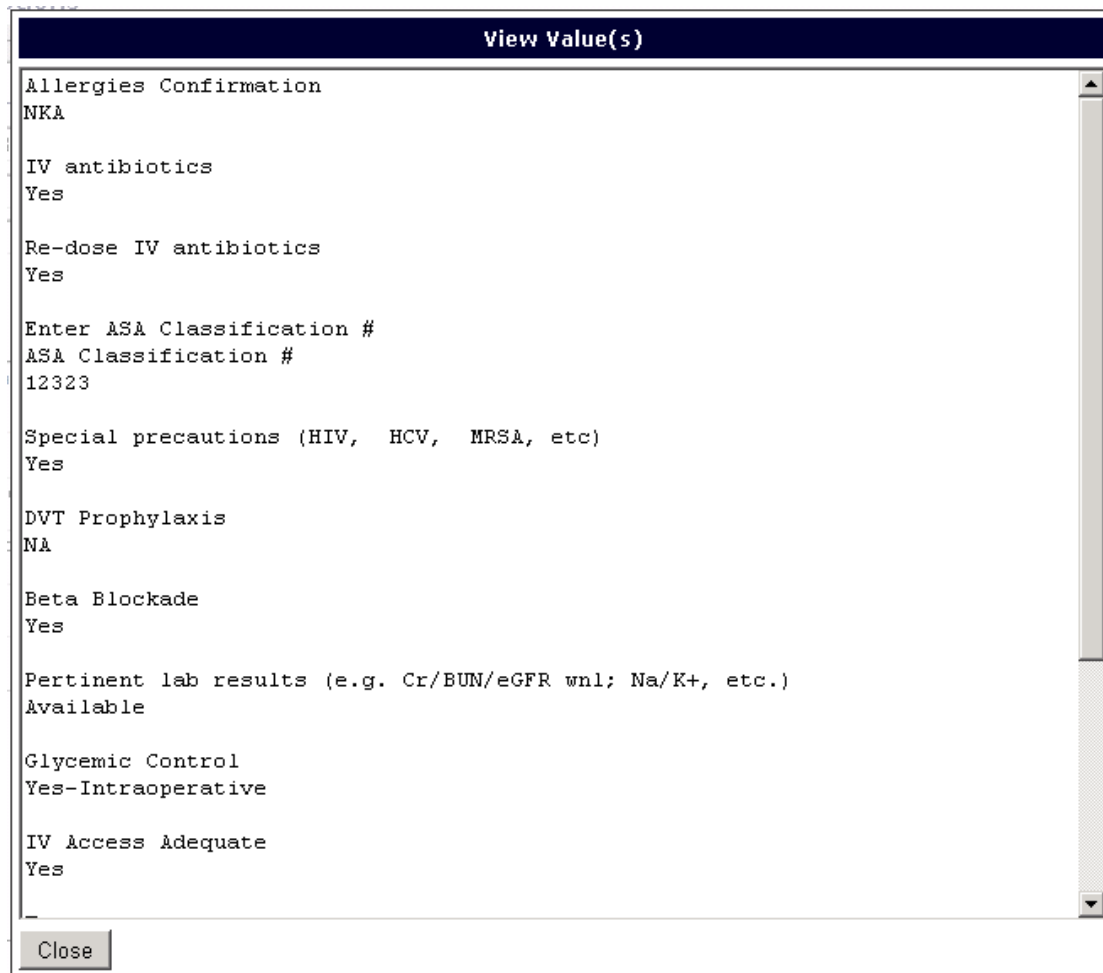 View Value(s)
Allergies Confirmation
NKA
IV antibiotics
Yes
Re-dose IV antibiotics
Yes
Enter ASA Classification #
ASA Classification #
12323
Special precautions (HIV,  HCV,  MRSA, etc)
Yes
DVT Prophylaxis
NA
Beta Blockade
Yes
Pertinent lab results (e.g. Cr/BUN/eGFR wnl; Na/K+, etc.)
Available
Glycemic Control
Yes-Intraoperative
IV Access Adequate
Yes
Close